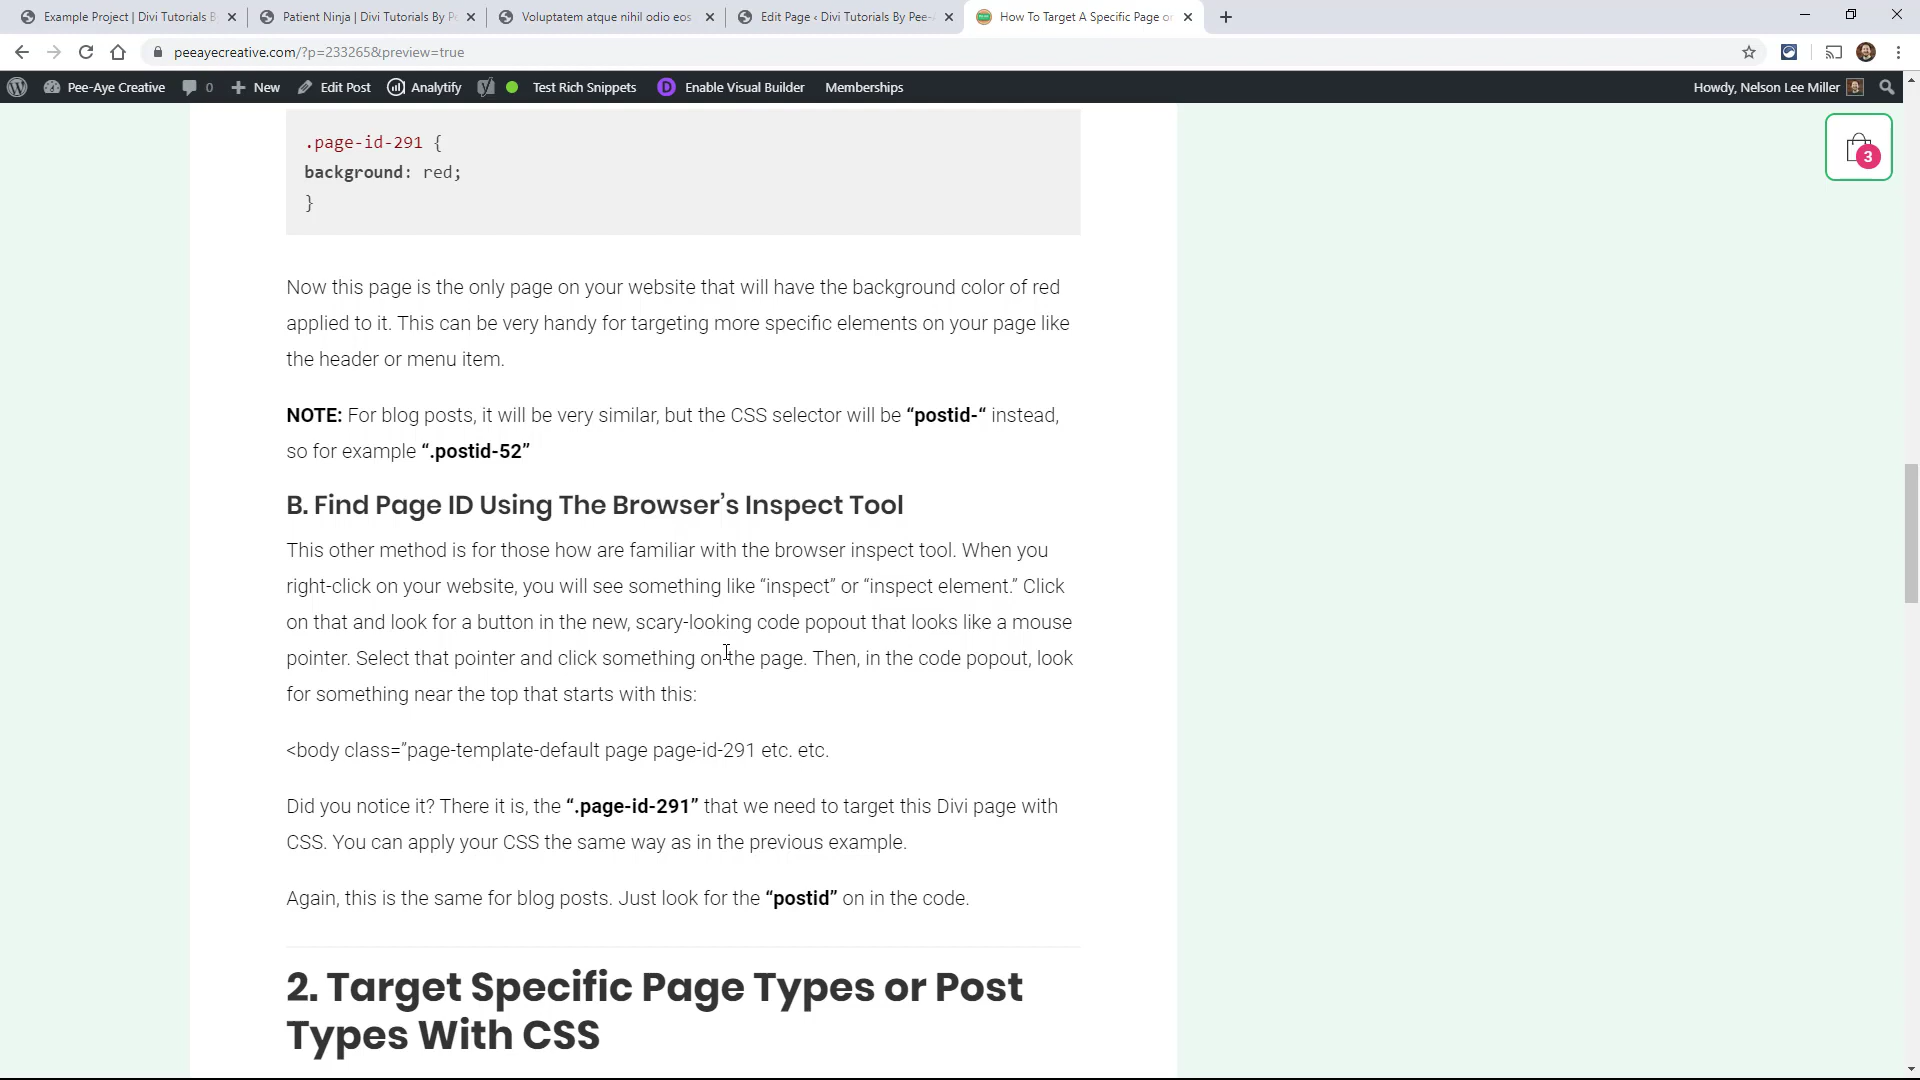 Example Project | Divi Tutorials B
Patient Ninja | Divi Tutorials By Pe
Voluptatem atque nihil odio eos
Edit Page ‹ Divi Tutorials By Pee-
How To Target A Specific Page or
peeayecreative.com/?p=233265&preview=true
Pee-Aye Creative 0 New Edit Post Analytify Test Rich Snippets D Enable Visual Builder Memberships Howdy, Nelson Lee Miller
3
.page-id-291 {
background: red;
}
Now this page is the only page on your website that will have the background color of red
applied to it. This can be very handy for targeting more specific elements on your page like
the header or menu item.
NOTE: For blog posts, it will be very similar, but the CSS selector will be “postid-“ instead,
so for example “.postid-52”
B. Find Page ID Using The Browser’s Inspect Tool
This other method is for those how are familiar with the browser inspect tool. When you
right-click on your website, you will see something like “inspect” or “inspect element.” Click
on that and look for a button in the new, scary-looking code popout that looks like a mouse
pointer. Select that pointer and click something on the page. Then, in the code popout, look
for something near the top that starts with this:
<body class=”page-template-default page page-id-291 etc. etc.
Did you notice it? There it is, the “.page-id-291” that we need to target this Divi page with
CSS. You can apply your CSS the same way as in the previous example.
Again, this is the same for blog posts. Just look for the “postid” on in the code.
2. Target Specific Page Types or Post
Types With CSS